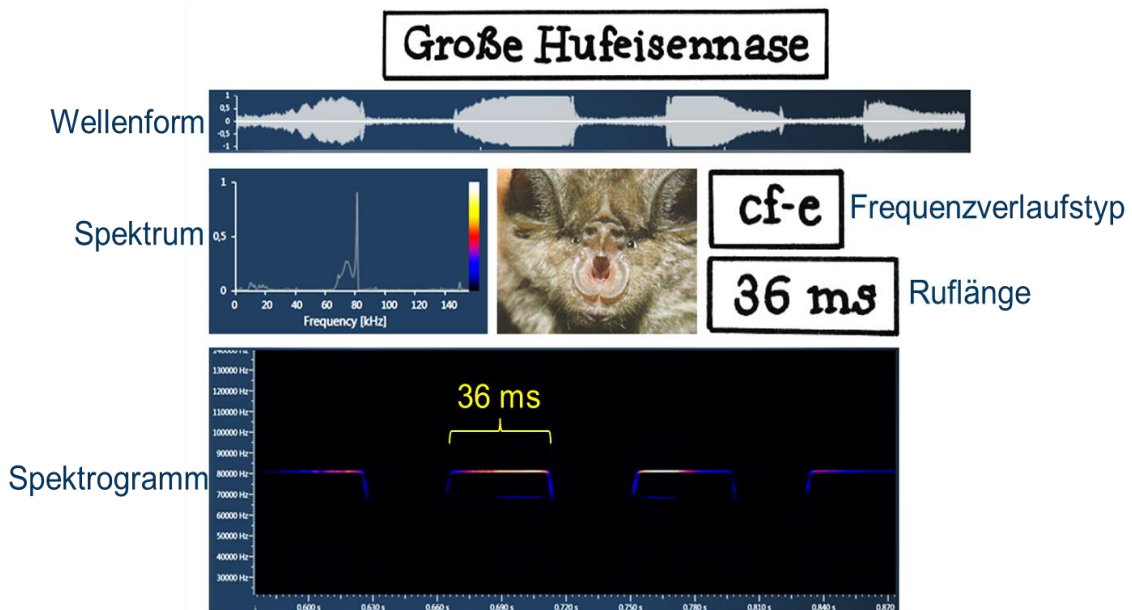 Große Hufeisennase
Wellenform
1
0,5
0
-0,5
-1
Spektrum
1
0,5
0
0 20 40 60 80 100 120 140
Frequency [kHz]
cf-e Frequenzverlaufstyp
36 ms Ruflänge
Spektrogramm
140000 Hz
130000 Hz
120000 Hz
110000 Hz
100000 Hz
90000 Hz
80000 Hz
70000 Hz
60000 Hz
50000 Hz
40000 Hz
30000 Hz
36 ms
0.600 s 0.630 s 0.660 s 0.690 s 0.720 s 0.750 s 0.780 s 0.810 s 0.840 s 0.870